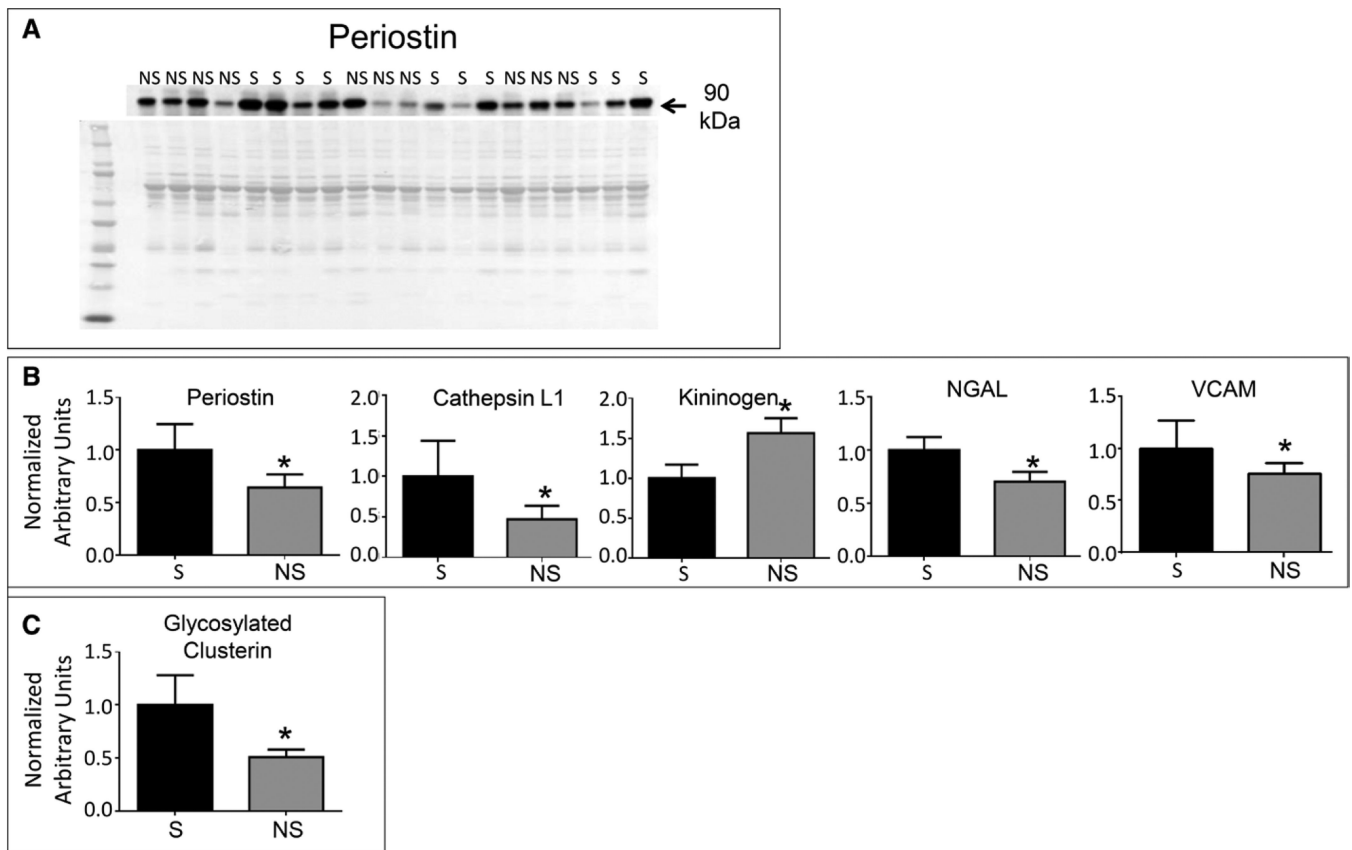 A
Periostin
NS NS NS NS S S S S NS NS NS S S S NS NS NS S S S
90
kDa
B
Normalized
Arbitrary Units
Periostin
1.5
1.0
0.5
0.0
S NS
*
Cathepsin L1
2.0
1.5
1.0
0.5
0.0
S NS
*
Kininogen
2.0
1.5
1.0
0.5
0.0
S NS
*
NGAL
1.5
1.0
0.5
0.0
S NS
*
VCAM
1.5
1.0
0.5
0.0
S NS
*
C
Normalized
Arbitrary Units
Glycosylated
Clusterin
1.5
1.0
0.5
0.0
S NS
*